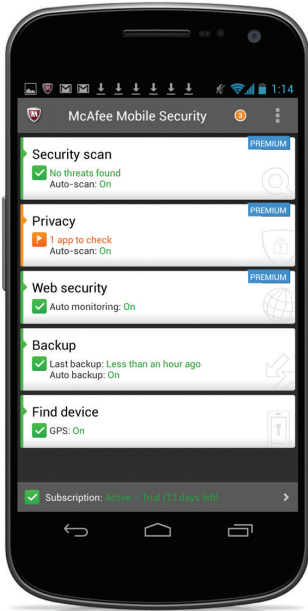 1:14
McAfee Mobile Security
3
PREMIUM
Security scan
No threats found
Auto-scan: On
PREMIUM
Privacy
1 app to check
Auto-scan: On
PREMIUM
Web security
Auto monitoring: On
Backup
Last backup: Less than an hour ago
Auto backup: On
Find device
GPS: On
Subscription: Active – Trial (13 days left)